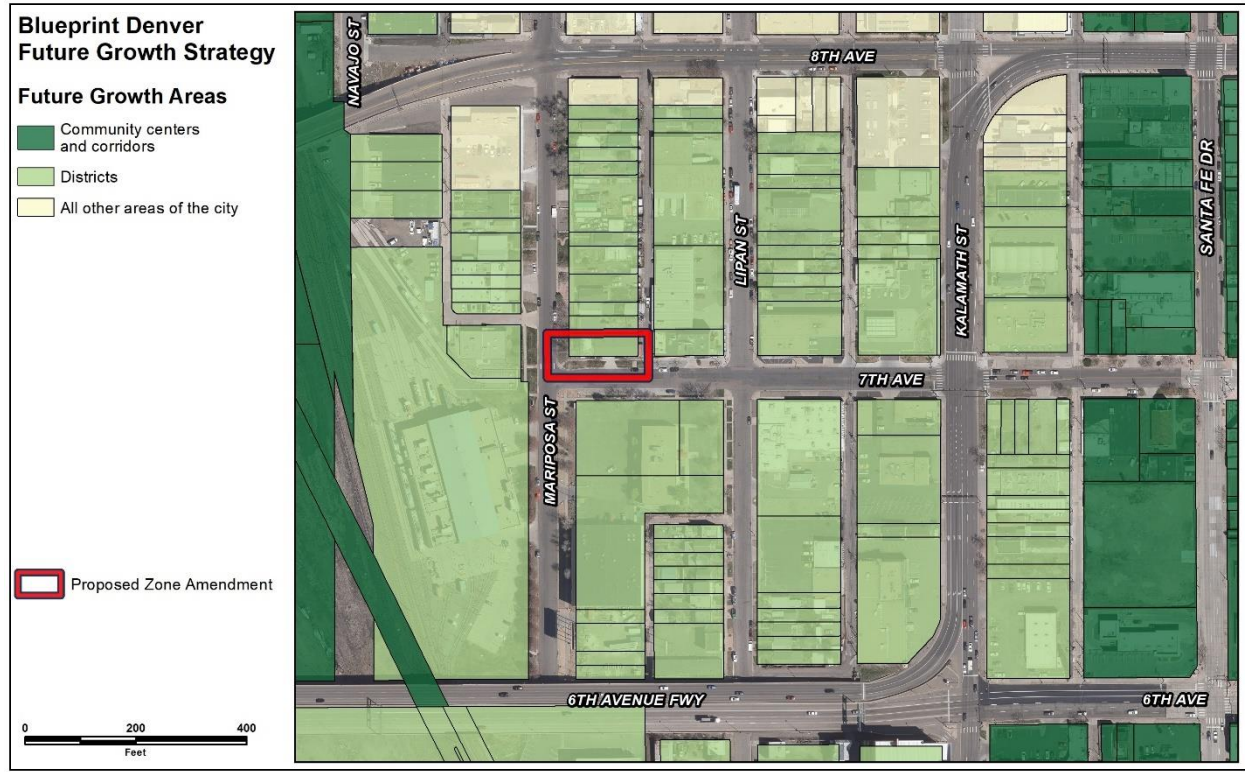 Blueprint Denver
Future Growth Strategy
Future Growth Areas
Community centers
and corridors
Districts
All other areas of the city
Proposed Zone Amendment
0 200 400
Feet
NAVAJO ST
8TH AVE
LIPAN ST
KALAMATH ST
SANTA FE DR
7TH AVE
MARIPOSA ST
6TH AVENUE FWY
6TH AVE